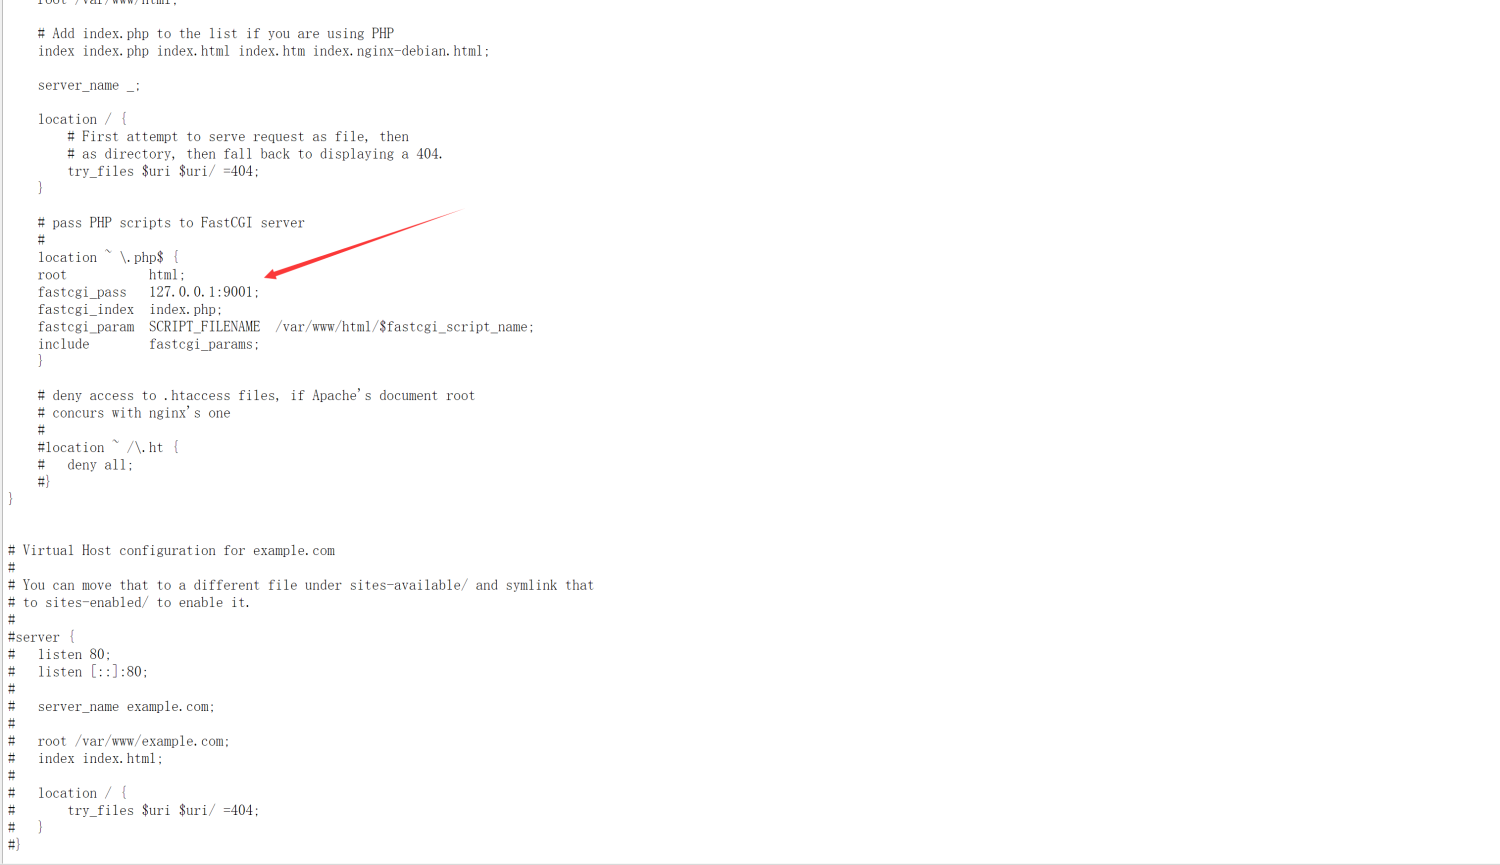 root /var/www/html;
# Add index.php to the list if you are using PHP
index index.php index.html index.htm index.nginx-debian.html;
server_name _;
location / {
# First attempt to serve request as file, then
# as directory, then fall back to displaying a 404.
try_files $uri $uri/ =404;
}
# pass PHP scripts to FastCGI server
#
location ~ \.php$ {
root html;
fastcgi_pass 127.0.0.1:9001;
fastcgi_index index.php;
fastcgi_param SCRIPT_FILENAME /var/www/html/$fastcgi_script_name;
include fastcgi_params;
}
# deny access to .htaccess files, if Apache's document root
# concurs with nginx's one
#
#location ~ /\.ht {
# deny all;
#}
}
# Virtual Host configuration for example.com
#
# You can move that to a different file under sites-available/ and symlink that
# to sites-enabled/ to enable it.
#
#server {
# listen 80;
# listen [::]:80;
#
# server_name example.com;
#
# root /var/www/example.com;
# index index.html;
#
# location / {
# try_files $uri $uri/ =404;
# }
#}